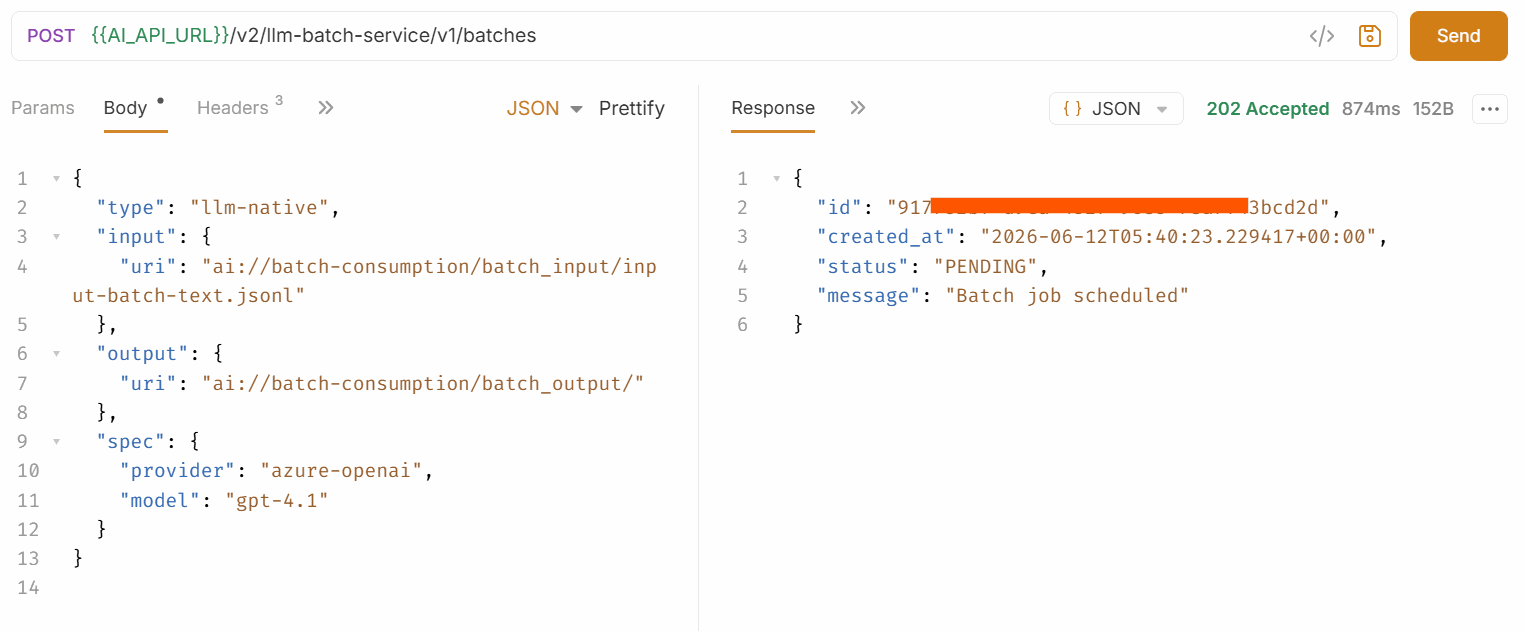 POST {{AI_API_URL}}/v2/llm-batch-service/v1/batches
</>
Send
Params Body Headers 3 JSON Prettify
1 {
2 "type": "llm-native",
3 "input": {
4 "uri": "ai://batch-consumption/batch_input/inp
ut-batch-text.jsonl"
5 },
6 "output": {
7 "uri": "ai://batch-consumption/batch_output/"
8 },
9 "spec": {
10 "provider": "azure-openai",
11 "model": "gpt-4.1"
12 }
13 }
14
Response { } JSON 202 Accepted 874ms 152B
1 {
2 "id": "917 3bcd2d",
3 "created_at": "2026-06-12T05:40:23.229417+00:00",
4 "status": "PENDING",
5 "message": "Batch job scheduled"
6 }